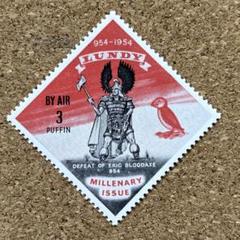 954-1954
LUNDY
BY AIR
3
PUFFIN
DEFEAT OF ERIC BLOODAXE
954
MILLENARY
ISSUE